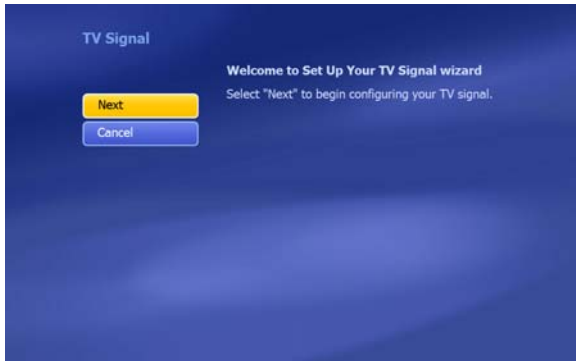 TV Signal
Welcome to Set Up Your TV Signal wizard
Select "Next" to begin configuring your TV signal.
Next
Cancel